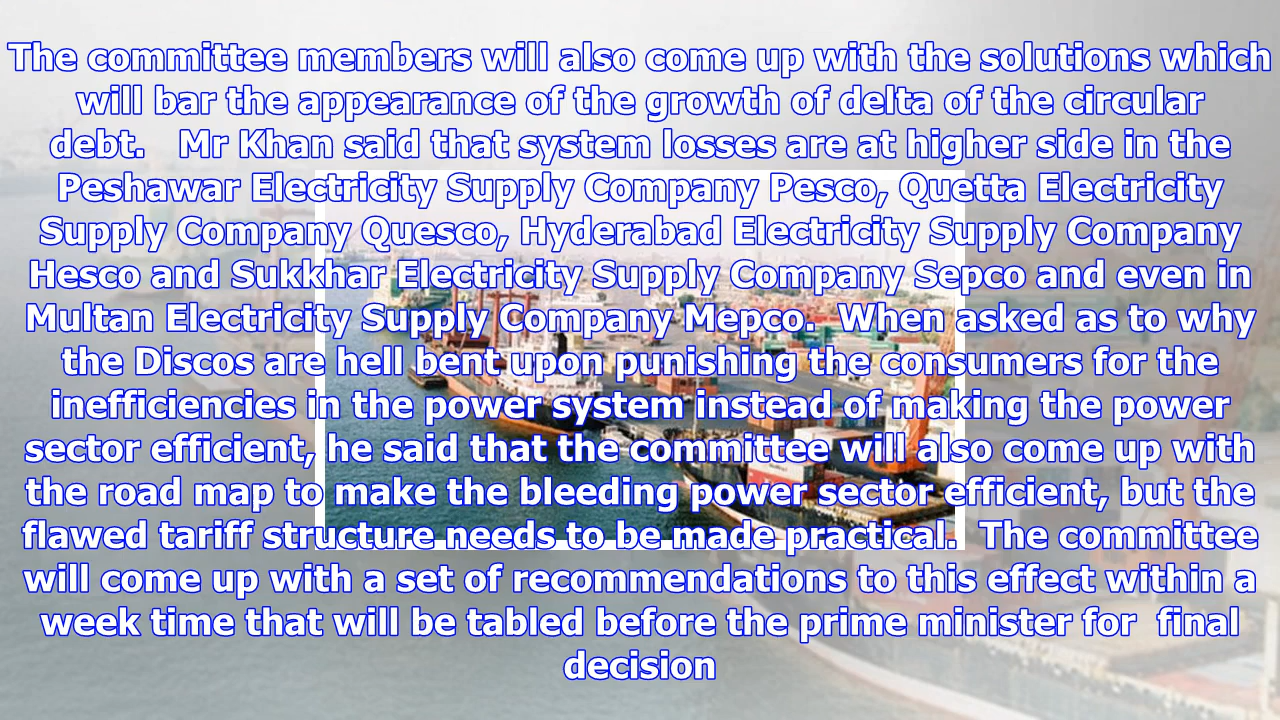 The committee members will also come up with the solutions which
will bar the appearance of the growth of delta of the circular
debt.   Mr Khan said that system losses are at higher side in the
Peshawar Electricity Supply Company Pesco, Quetta Electricity
Supply Company Quesco, Hyderabad Electricity Supply Company
Hesco and Sukkhar Electricity Supply Company Sepco and even in
Multan Electricity Supply Company Mepco.  When asked as to why
the Discos are hell bent upon punishing the consumers for the
inefficiencies in the power system instead of making the power
sector efficient, he said that the committee will also come up with
the road map to make the bleeding power sector efficient, but the
flawed tariff structure needs to be made practical.  The committee
will come up with a set of recommendations to this effect within a
week time that will be tabled before the prime minister for  final
decision